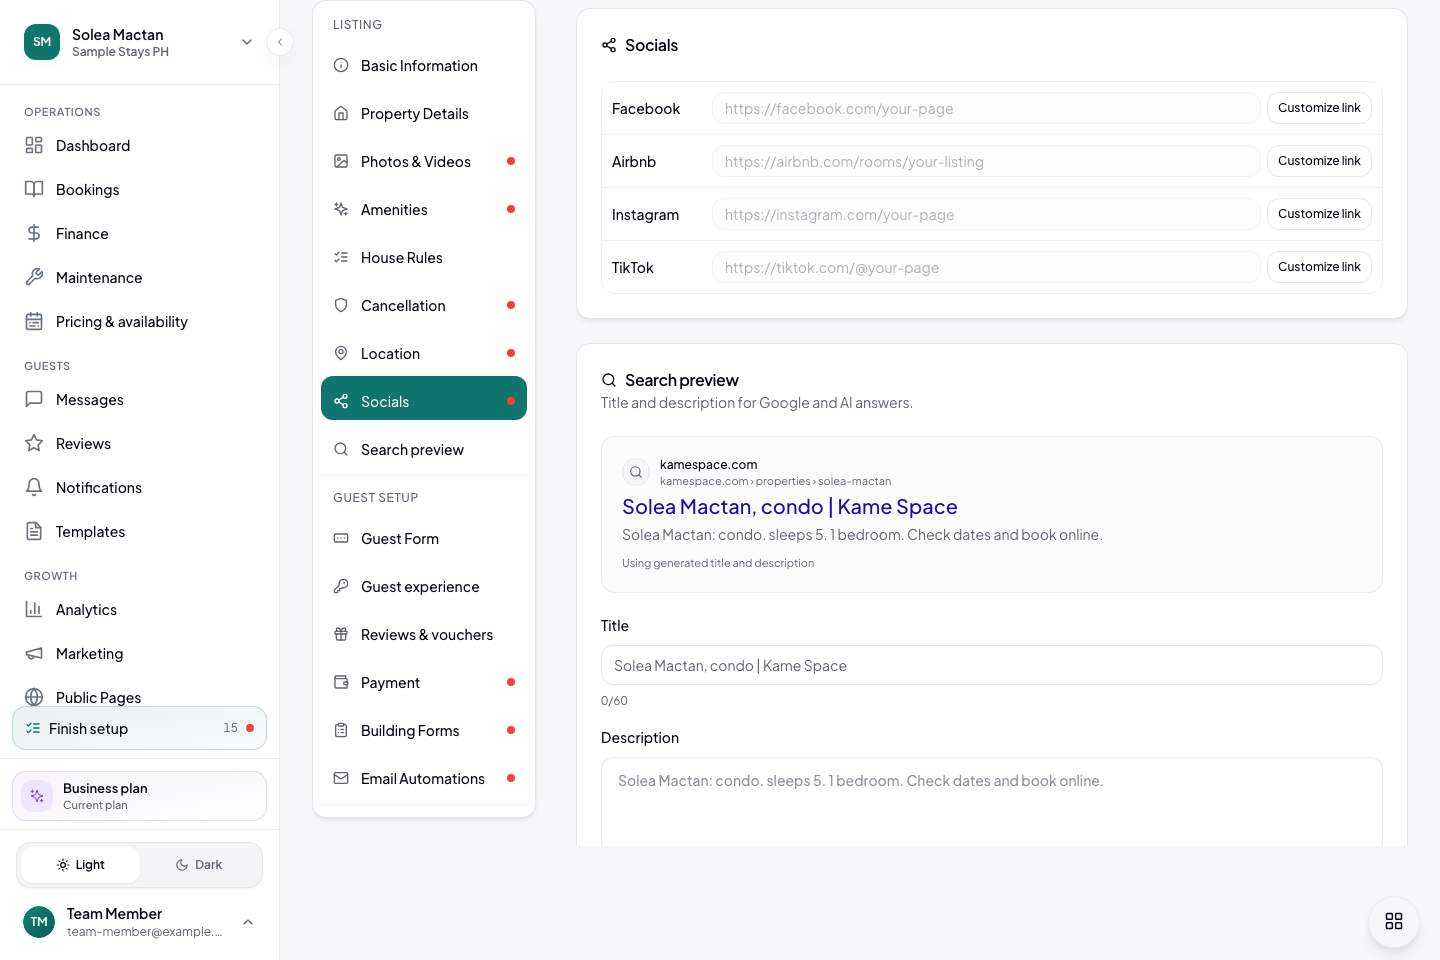 SM
Solea Mactan
Sample Stays PH
OPERATIONS
Dashboard
Bookings
Finance
Maintenance
Pricing & availability
GUESTS
Messages
Reviews
Notifications
Templates
GROWTH
Analytics
Marketing
Public Pages
Finish setup 15
Business plan
Current plan
Light Dark
TM
Team Member
team-member@example....
LISTING
Basic Information
Property Details
Photos & Videos
Amenities
House Rules
Cancellation
Location
Socials
Search preview
GUEST SETUP
Guest Form
Guest experience
Reviews & vouchers
Payment
Building Forms
Email Automations
Socials
Facebook https://facebook.com/your-page Customize link
Airbnb https://airbnb.com/rooms/your-listing Customize link
Instagram https://instagram.com/your-page Customize link
TikTok https://tiktok.com/@your-page Customize link
Search preview
Title and description for Google and AI answers.
kamespace.com
kamespace.com › properties › solea-mactan
Solea Mactan, condo | Kame Space
Solea Mactan: condo. sleeps 5. 1 bedroom. Check dates and book online.
Using generated title and description
Title
Solea Mactan, condo | Kame Space
0/60
Description
Solea Mactan: condo. sleeps 5. 1 bedroom. Check dates and book online.